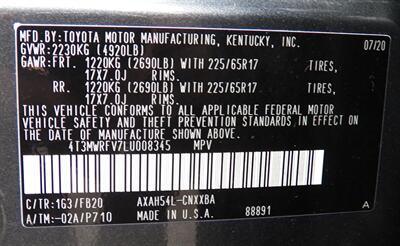 MFD.BY:TOYOTA MOTOR MANUFACTURING, KENTUCKY, INC.
GVWR:2230KG (4920LB) 07/20
GAWR:FRT. 1220KG (2690LB) WITH 225/65R17 TIRES,
17X7.0J RIMS.
RR. 1220KG (2690LB) WITH 225/65R17 TIRES,
17X7.0J RIMS.
THIS VEHICLE CONFORMS TO ALL APPLICABLE FEDERAL MOTOR
VEHICLE SAFETY AND THEFT PREVENTION STANDARDS IN EFFECT
ON THE DATE OF MANUFACTURE SHOWN ABOVE.
4T3MWRFV7LU008345 MPV
C/TR:1G3/FB20 AXAH54L-CNXXBA
A/TM:-02A/P710 MADE IN U.S.A. 88891 A